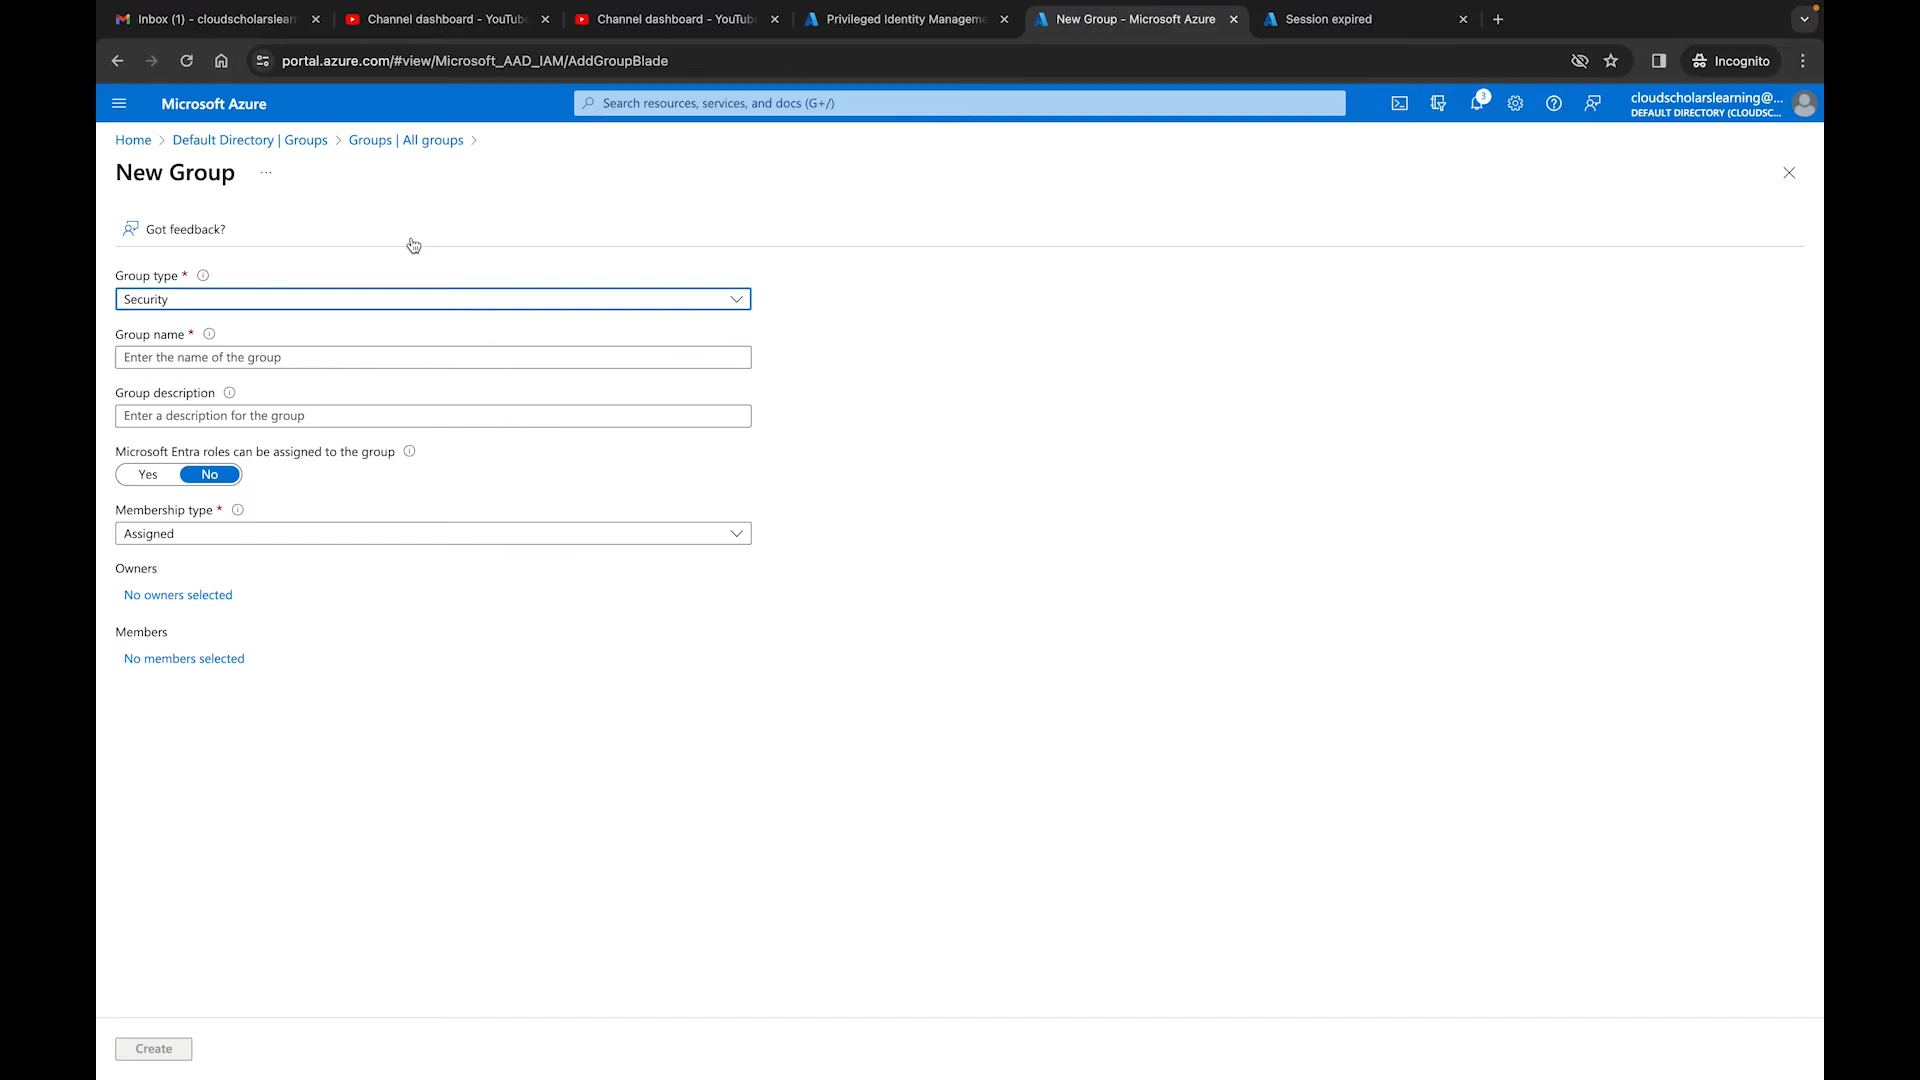 Inbox (1) - cloudscholarslearn
Channel dashboard - YouTube
Channel dashboard - YouTube
Privileged Identity Manageme
New Group - Microsoft Azure
Session expired
portal.azure.com/#view/Microsoft_AAD_IAM/AddGroupBlade
Incognito
Microsoft Azure
Search resources, services, and docs (G+/)
3
cloudscholarslearning@...
DEFAULT DIRECTORY (CLOUDSC...
Home > Default Directory | Groups > Groups | All groups >
New Group ...
Got feedback?
Group type *
Security
Group name *
Enter the name of the group
Group description
Enter a description for the group
Microsoft Entra roles can be assigned to the group
Yes No
Membership type *
Assigned
Owners
No owners selected
Members
No members selected
Create